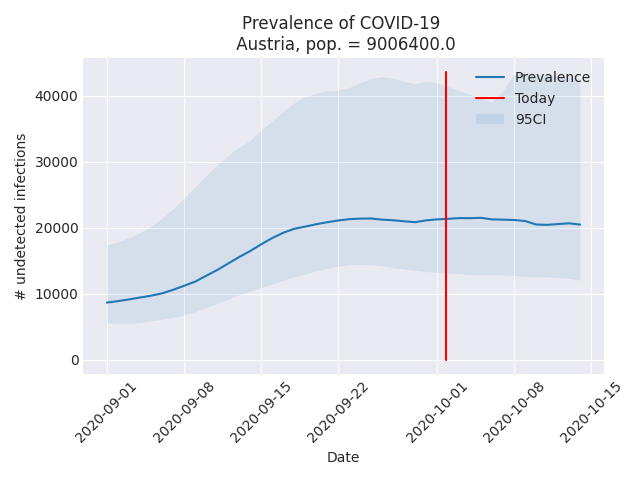 Prevalence of COVID-19
Austria, pop. = 9006400.0
Prevalence
Today
95CI
# undetected infections
40000
30000
20000
10000
0
2020-09-01
2020-09-08
2020-09-15
2020-09-22
2020-10-01
2020-10-08
2020-10-15
Date